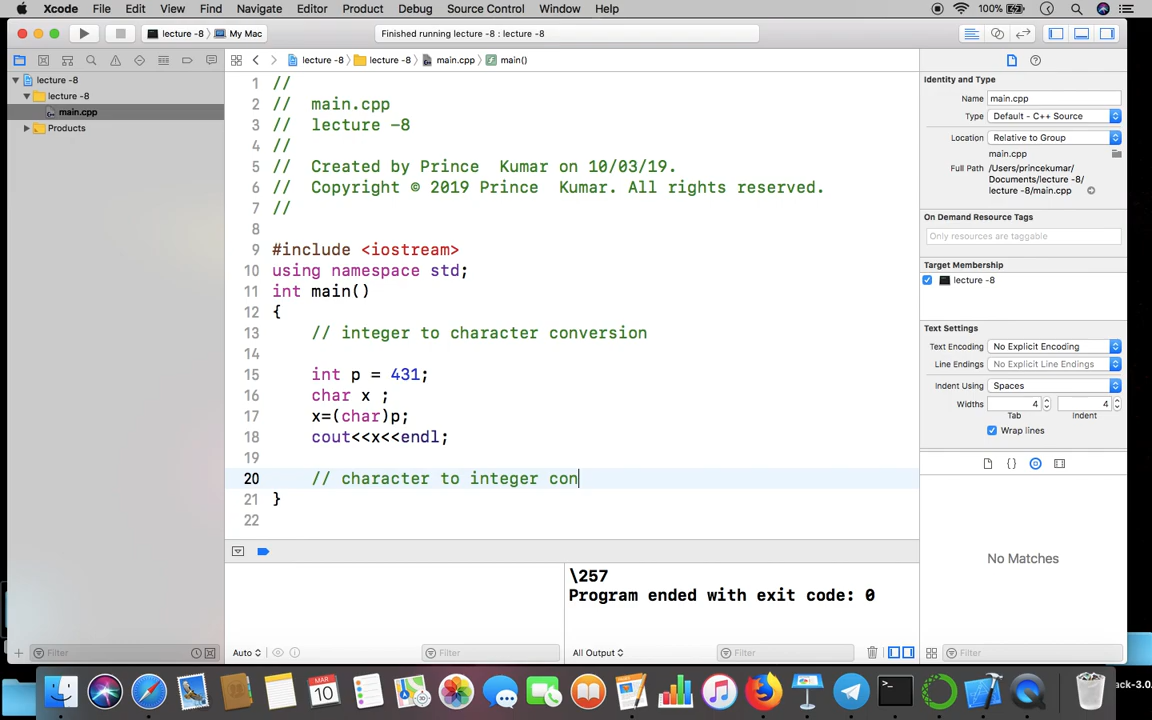 Xcode File Edit View Find Navigate Editor Product Debug Source Control Window Help 100%
lecture -8 My Mac Finished running lecture -8 : lecture -8
lecture -8 lecture -8 main.cpp main()
lecture -8
lecture -8
main.cpp
Products
1 //
2 // main.cpp
3 // lecture -8
4 //
5 // Created by Prince  Kumar on 10/03/19.
6 // Copyright © 2019 Prince  Kumar. All rights reserved.
7 //
8
9 #include <iostream>
10 using namespace std;
11 int main()
12 {
13 // integer to character conversion
14
15 int p = 431;
16 char x ;
17 x=(char)p;
18 cout<<x<<endl;
19
20 // character to integer con
21 }
22
Identity and Type
Name main.cpp
Type Default - C++ Source
Location Relative to Group
main.cpp
Full Path /Users/princekumar/
Documents/lecture -8/
lecture -8/main.cpp
On Demand Resource Tags
Only resources are taggable
Target Membership
lecture -8
Text Settings
Text Encoding No Explicit Encoding
Line Endings No Explicit Line Endings
Indent Using Spaces
Widths 4 4
Tab Indent
Wrap lines
No Matches
\257
Program ended with exit code: 0
Filter Auto Filter All Output Filter Filter
MAR
10